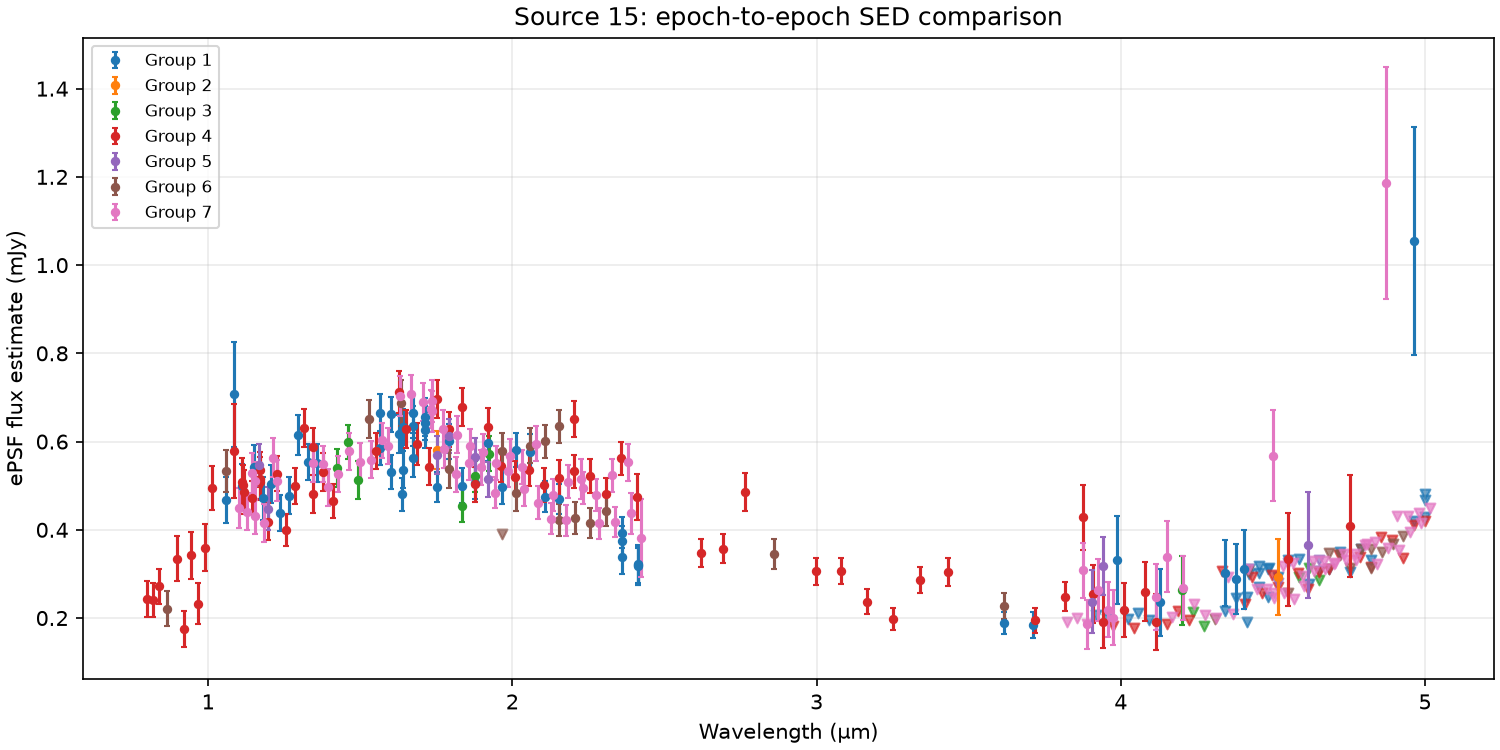 Source 15: epoch-to-epoch SED comparison
Group 1
Group 2
Group 3
Group 4
Group 5
Group 6
Group 7
ePSF flux estimate (mJy)
1.4
1.2
1.0
0.8
0.6
0.4
0.2
1 2 3 4 5
Wavelength (μm)